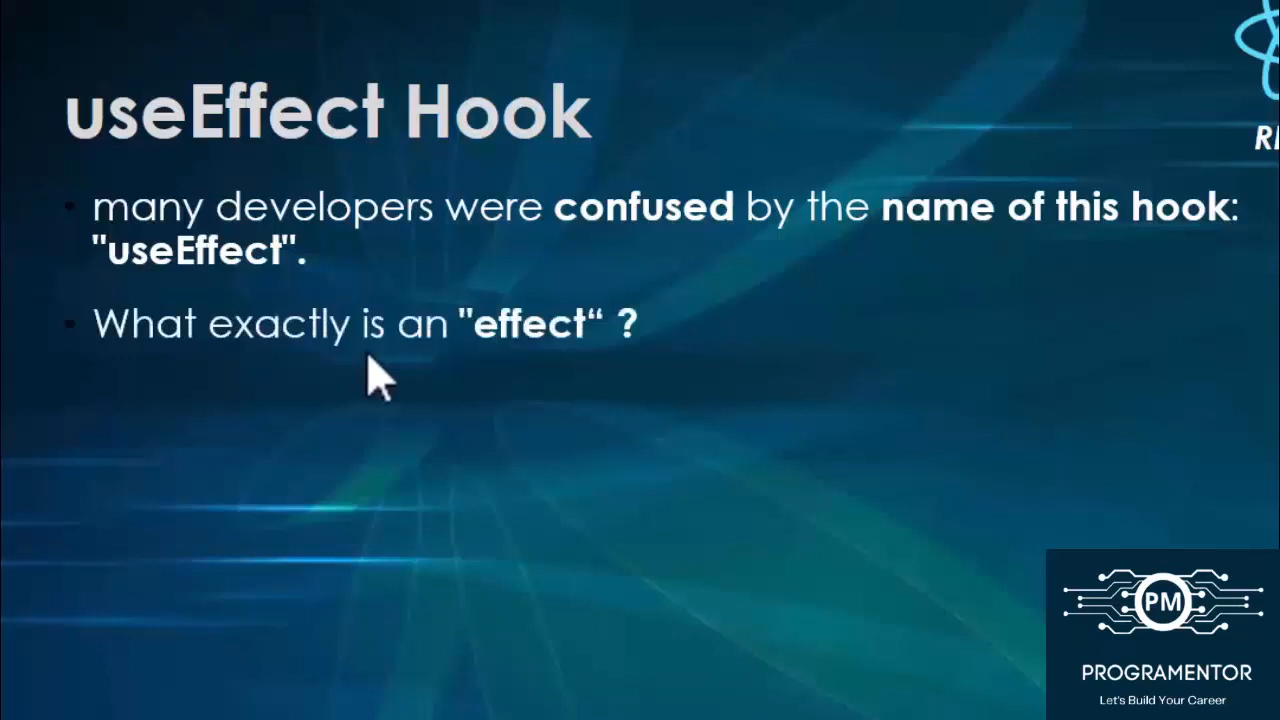 useEffect Hook
many developers were confused by the name of this hook:
"useEffect".
What exactly is an "effect“ ?
PM
PROGRAMENTOR
Let's Build Your Career